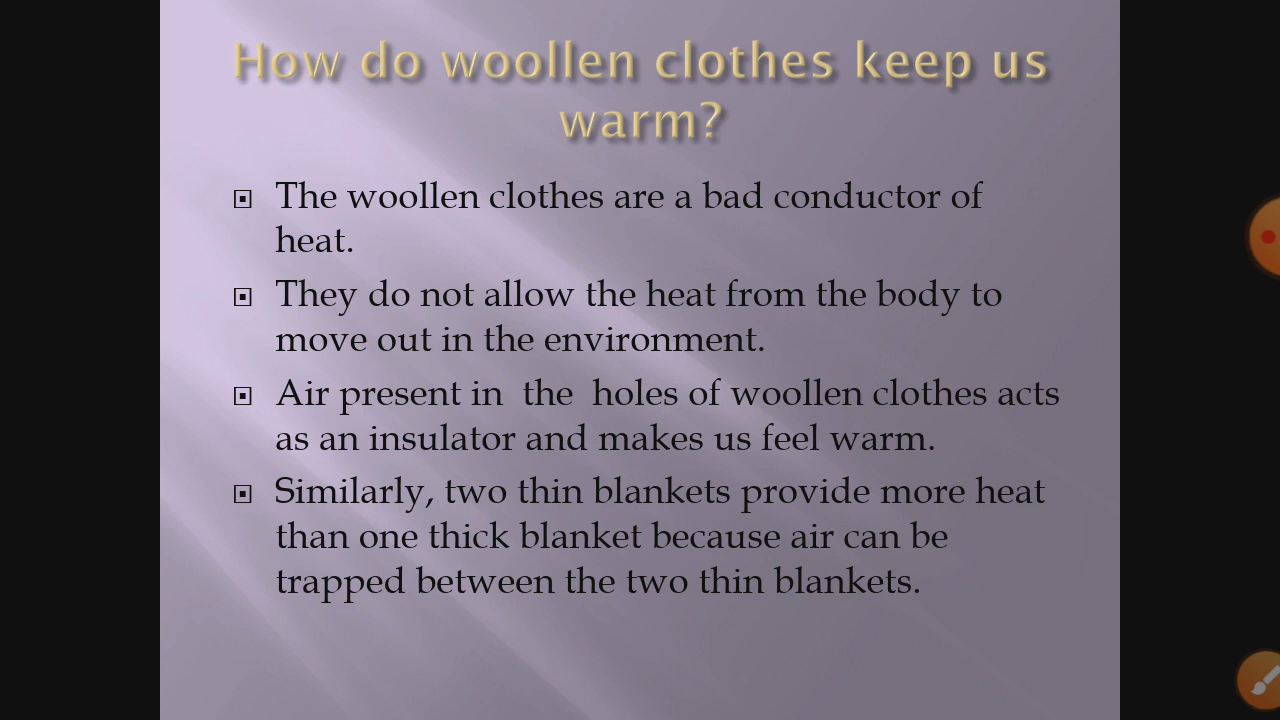 How do woollen clothes keep us
warm?
The woollen clothes are a bad conductor of
heat.
They do not allow the heat from the body to
move out in the environment.
Air present in  the  holes of woollen clothes acts
as an insulator and makes us feel warm.
Similarly, two thin blankets provide more heat
than one thick blanket because air can be
trapped between the two thin blankets.